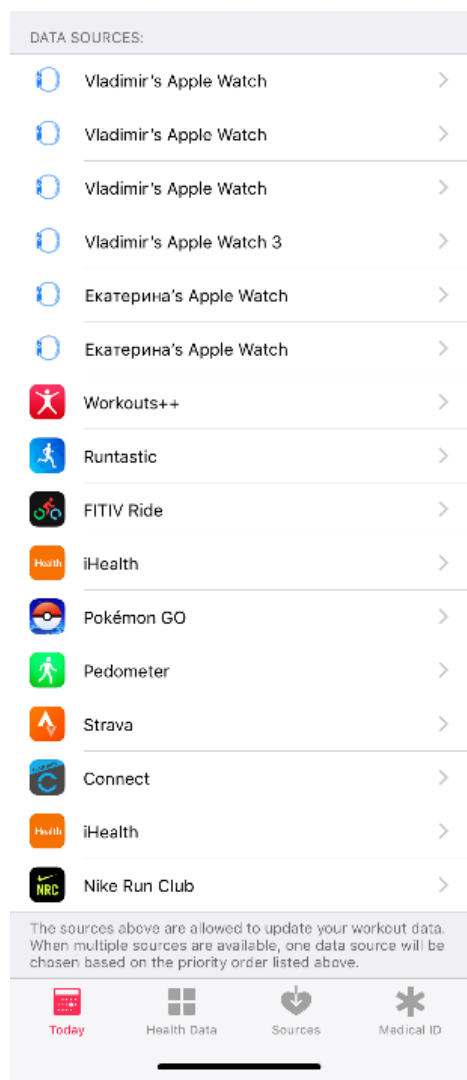 DATA SOURCES:
Vladimir's Apple Watch
Vladimir's Apple Watch
Vladimir's Apple Watch
Vladimir's Apple Watch 3
Екатерина's Apple Watch
Екатерина's Apple Watch
Workouts++
Runtastic
FITIV Ride
Health iHealth
Pokémon GO
Pedometer
Strava
C Connect
Health iHealth
NRC Nike Run Club
The sources above are allowed to update your workout data.
When multiple sources are available, one data source will be
chosen based on the priority order listed above.
Today Health Data Sources Medical ID